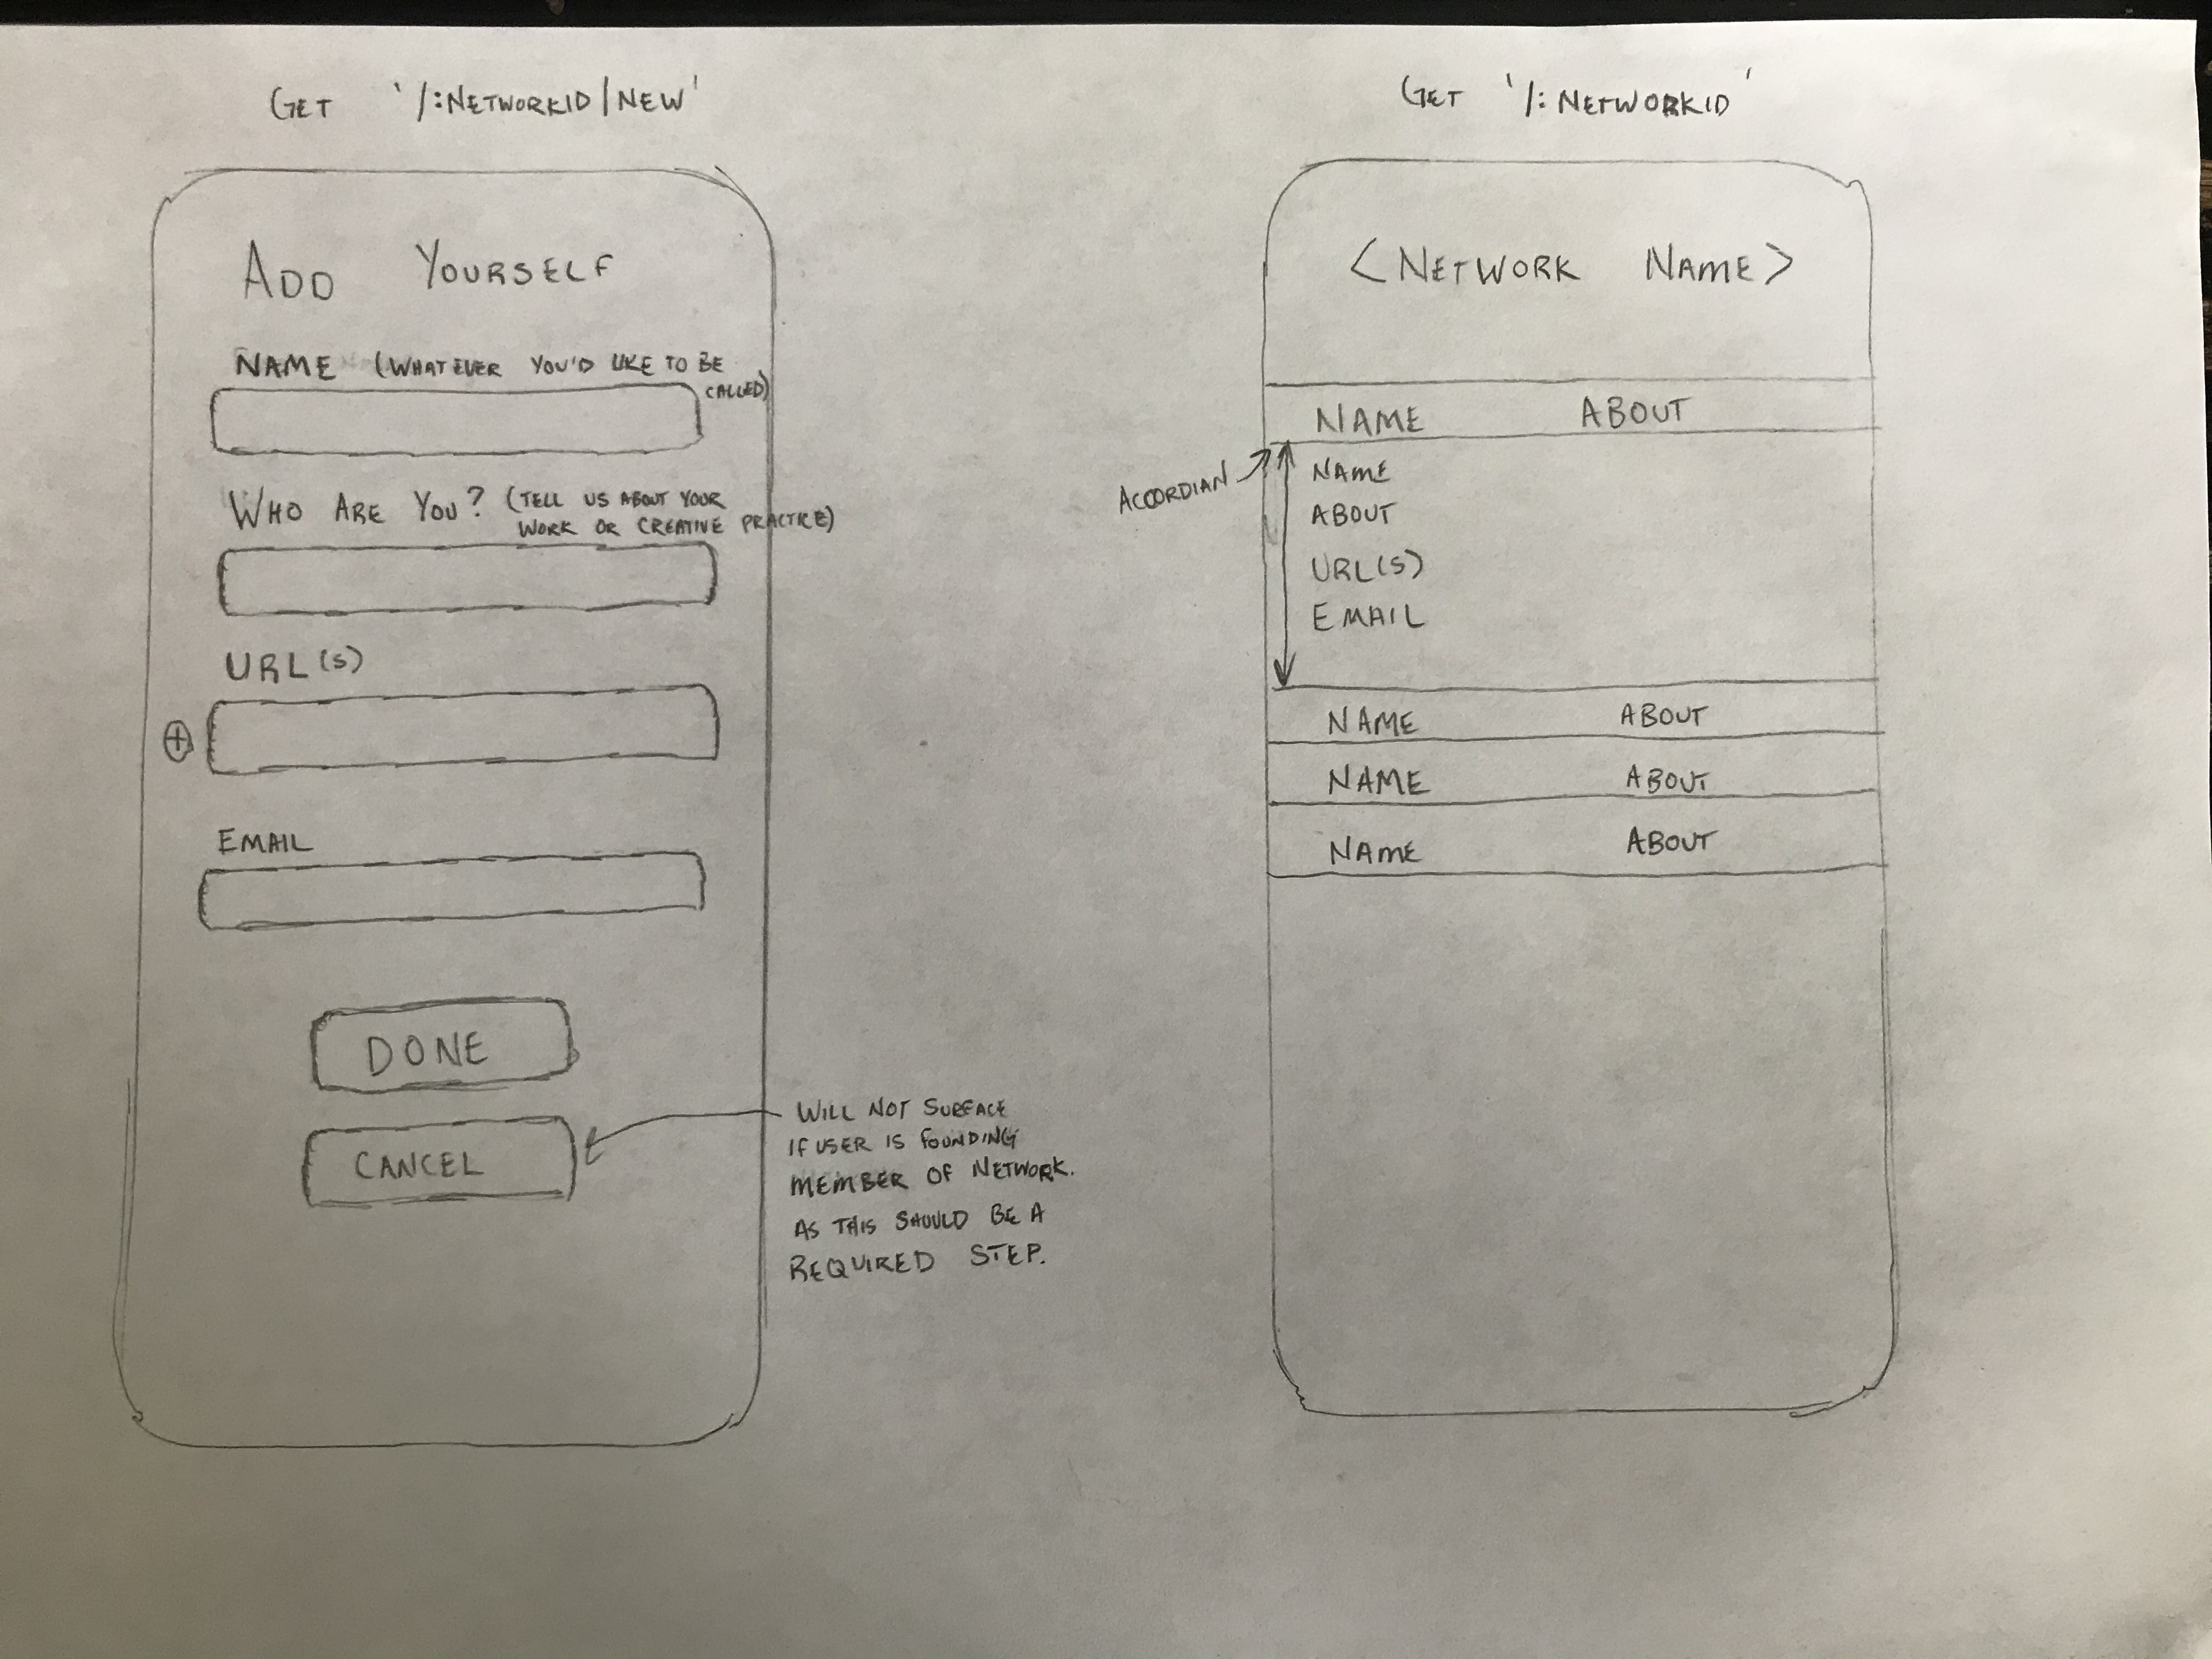 GET '/:NETWORKID/NEW'
ADD YOURSELF
NAME (WHATEVER YOU'D LIKE TO BE
CALLED)
WHO ARE YOU? (TELL US ABOUT YOUR
WORK OR CREATIVE PRACTICE)
URL(S)
EMAIL
DONE
CANCEL
WILL NOT SURFACE
IF USER IS FOUNDING
MEMBER OF NETWORK.
AS THIS SHOULD BE A
REQUIRED STEP.
GET '/:NETWORKID'
<NETWORK NAME>
NAME ABOUT
ACCORDIAN
NAME
ABOUT
URL(S)
EMAIL
NAME ABOUT
NAME ABOUT
NAME ABOUT